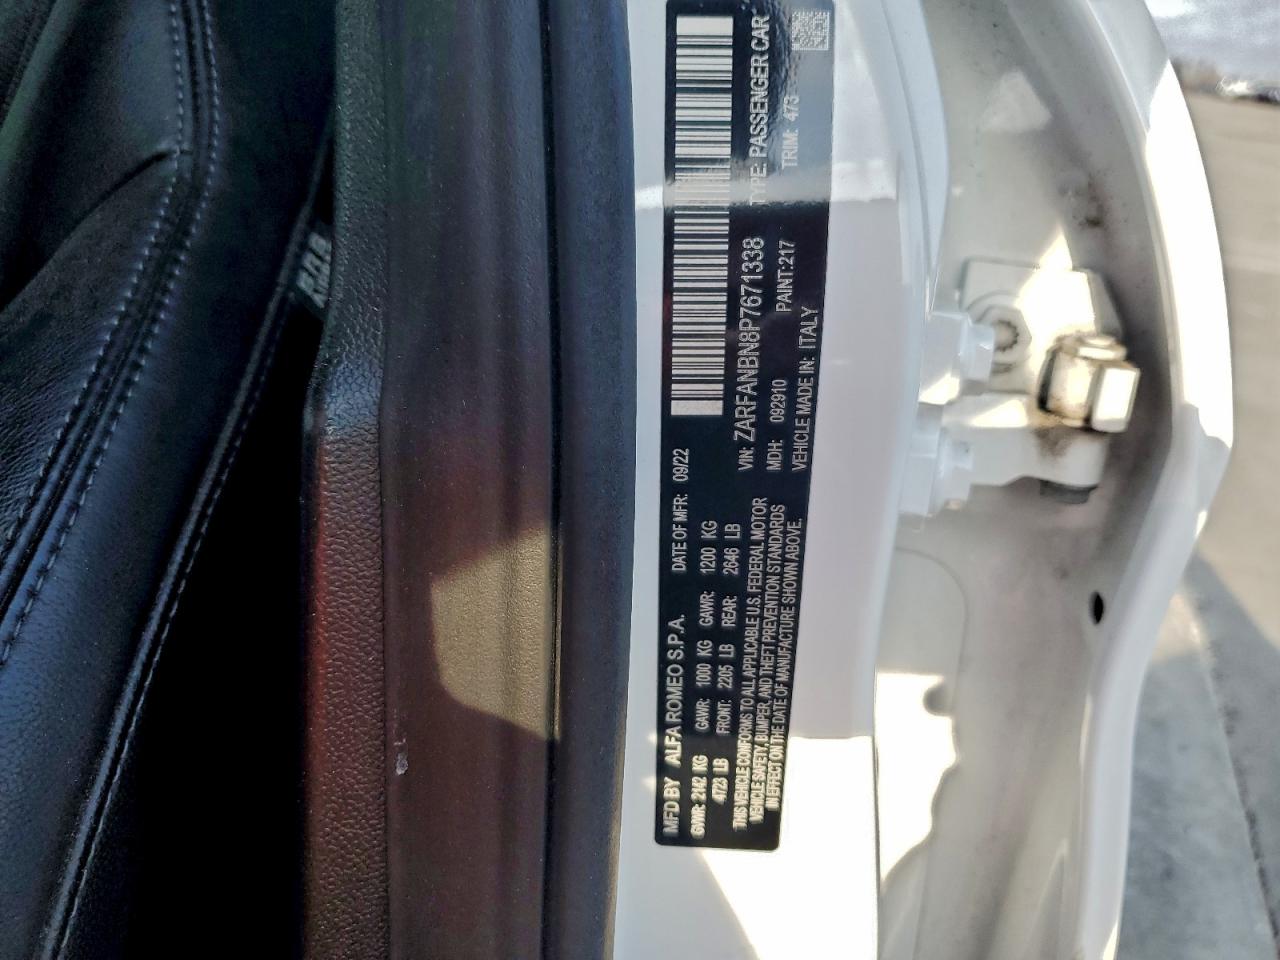 MFD BY ALFA ROMEO S.P.A. DATE OF MFR: 09/22
GVWR: 2142 KG GAWR: 1000 KG GAWR: 1200 KG
4723 LB FRONT: 2205 LB REAR: 2646 LB
THIS VEHICLE CONFORMS TO ALL APPLICABLE U.S. FEDERAL MOTOR
VEHICLE SAFETY, BUMPER, AND THEFT PREVENTION STANDARDS
IN EFFECT ON THE DATE OF MANUFACTURE SHOWN ABOVE.
VIN: ZARFANBN8P7671338 TYPE: PASSENGER CAR
MDH: 092910 PAINT:217 TRIM: 473
VEHICLE MADE IN: ITALY